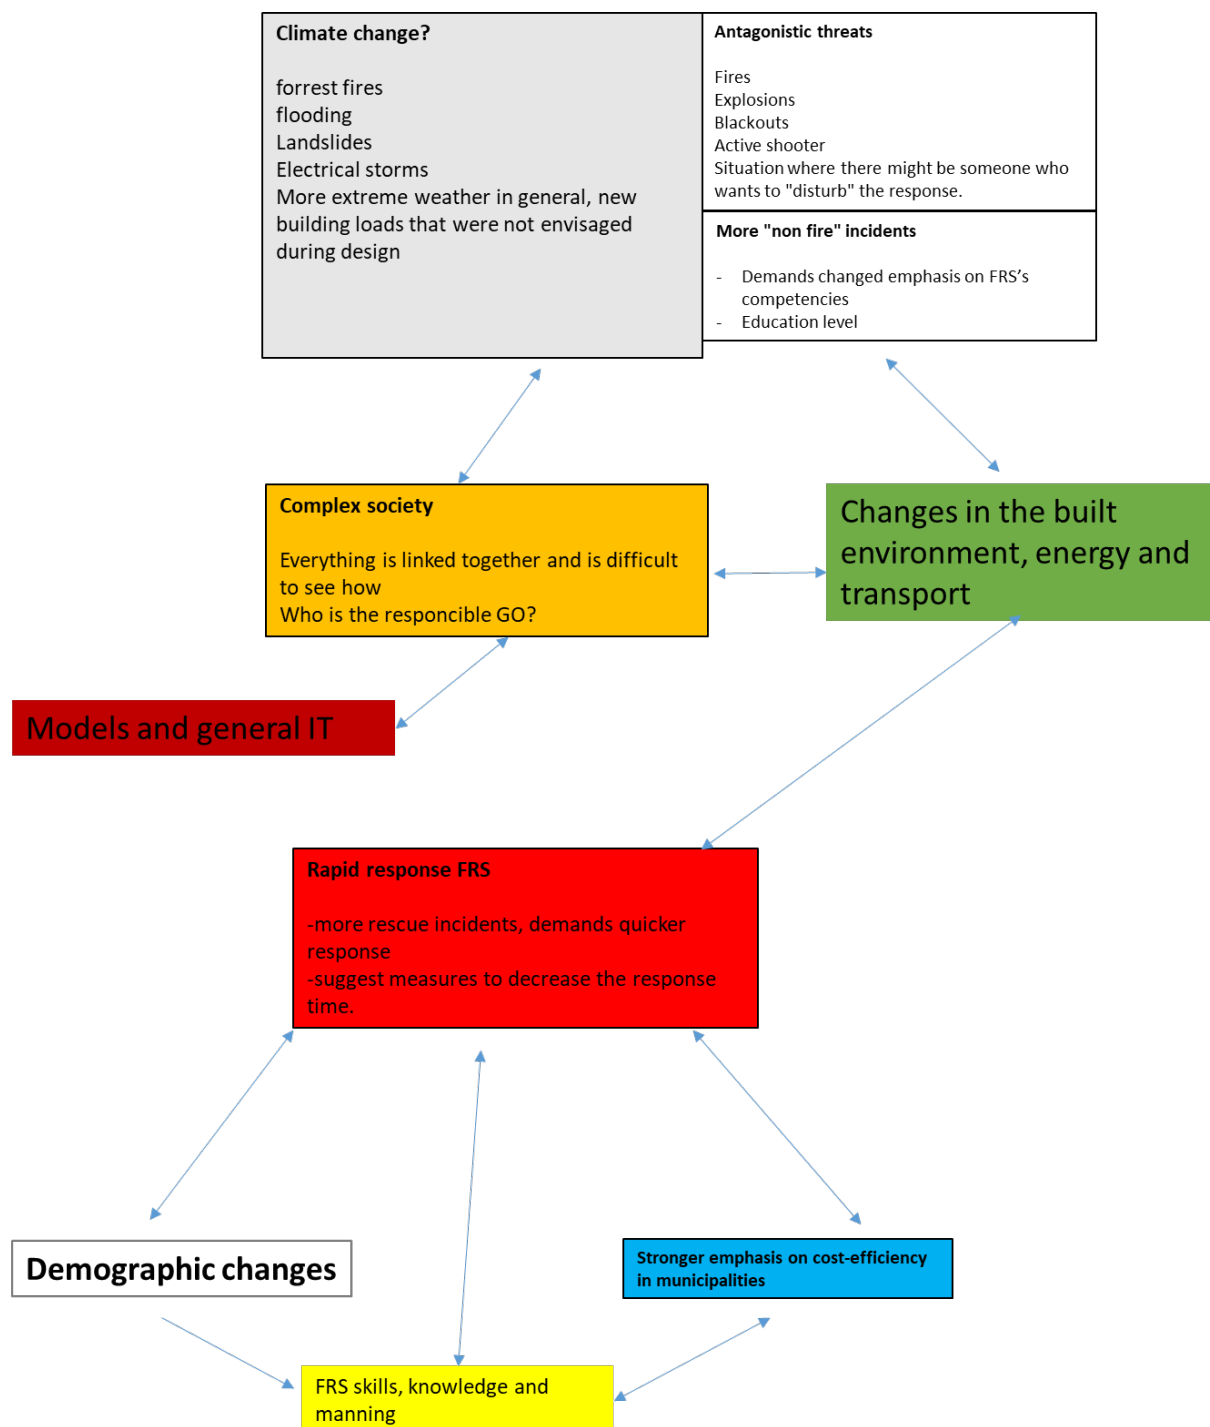 Climate change?
forrest fires
flooding
Landslides
Electrical storms
More extreme weather in general, new
building loads that were not envisaged
during design
Antagonistic threats
Fires
Explosions
Blackouts
Active shooter
Situation where there might be someone who
wants to "disturb" the response.
More "non fire" incidents
- Demands changed emphasis on FRS’s
competencies
- Education level
Complex society
Everything is linked together and is difficult
to see how
Who is the responcible GO?
Changes in the built
environment, energy and
transport
Models and general IT
Rapid response FRS
-more rescue incidents, demands quicker
response
-suggest measures to decrease the response
time.
Demographic changes
Stronger emphasis on cost-efficiency
in municipalities
FRS skills, knowledge and
manning